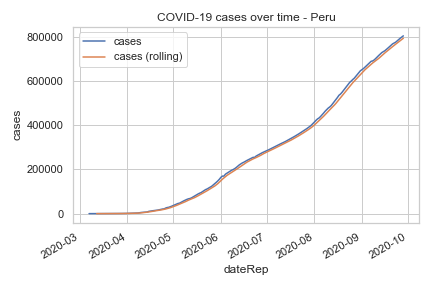 COVID-19 cases over time - Peru
cases
cases (rolling)
800000
600000
400000
200000
0
cases
2020-03
2020-04
2020-05
2020-06
2020-07
2020-08
2020-09
2020-10
dateRep